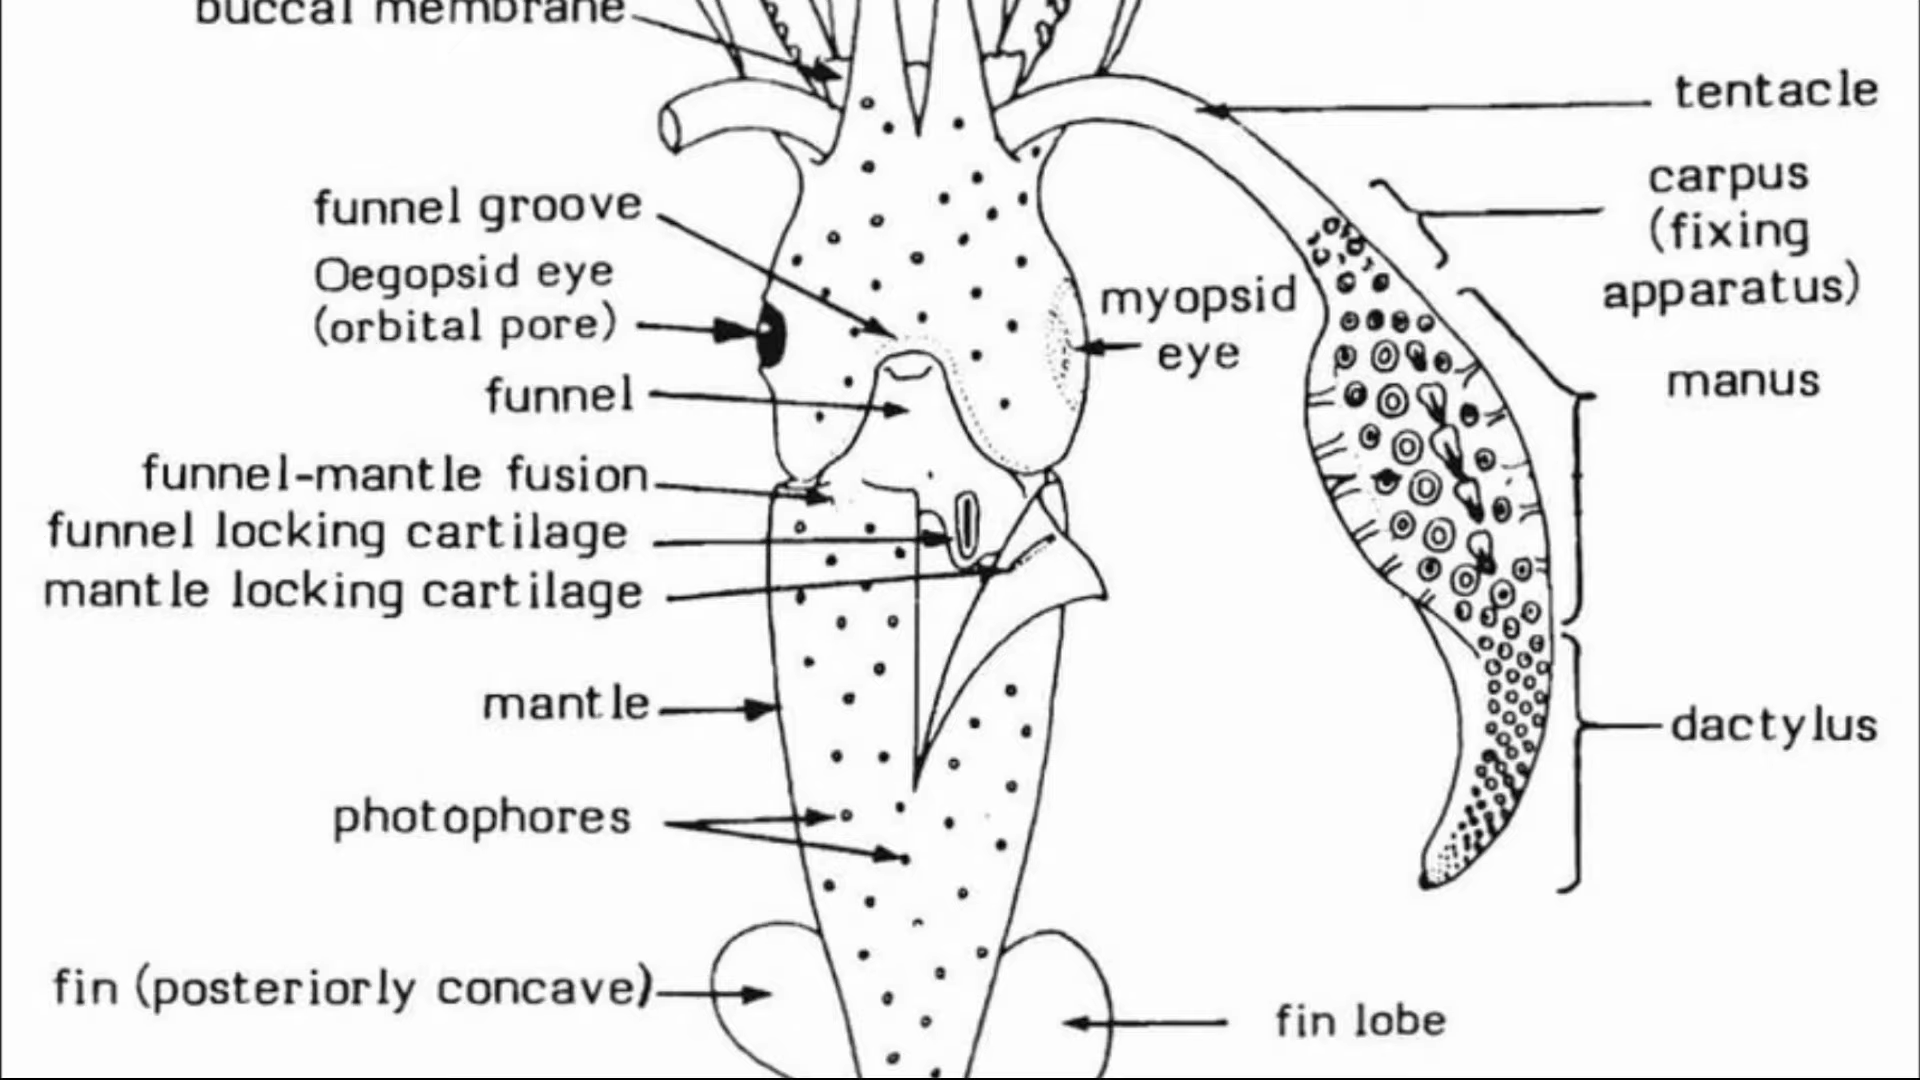 buccal membrane
tentacle
carpus
(fixing
apparatus)
funnel groove
Oegopsid eye
(orbital pore)
myopsid
eye
funnel
manus
funnel-mantle fusion
funnel locking cartilage
mantle locking cartilage
mantle
dactylus
photophores
fin (posteriorly concave)
fin lobe